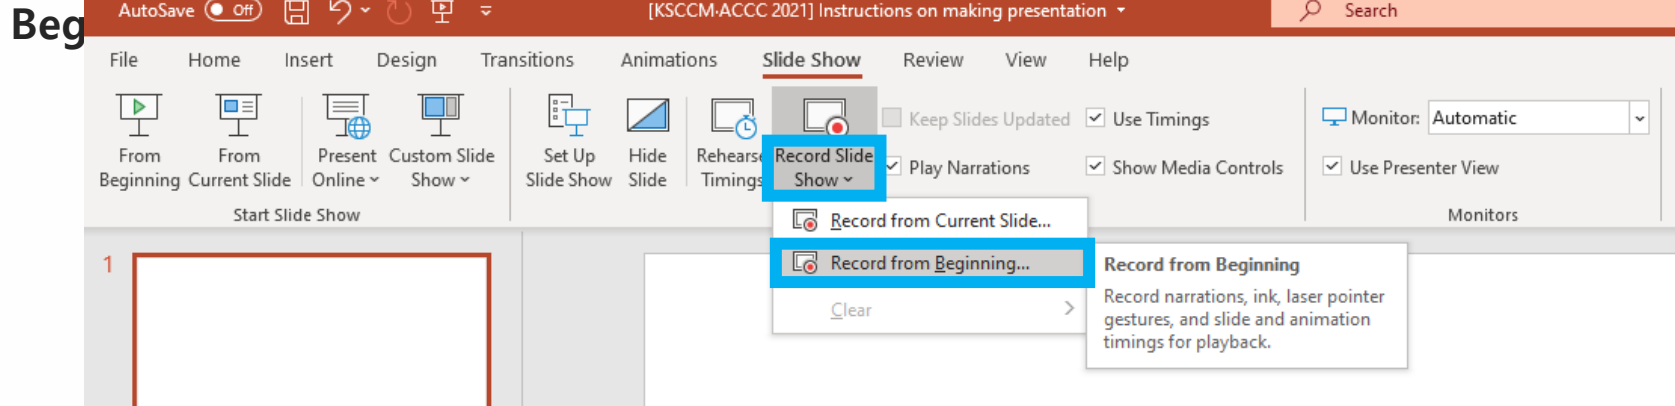 Beg
AutoSave Off [KSCCM·ACCC 2021] Instructions on making presentation Search
File Home Insert Design Transitions Animations Slide Show Review View Help
From Beginning
From Current Slide
Present Online
Custom Slide Show
Start Slide Show
Set Up Slide Show
Hide Slide
Rehearse Timings
Record Slide Show
Keep Slides Updated
Use Timings
Play Narrations
Show Media Controls
Monitor: Automatic
Use Presenter View
Monitors
Record from Current Slide...
Record from Beginning...
Clear
Record from Beginning
Record narrations, ink, laser pointer
gestures, and slide and animation
timings for playback.
1